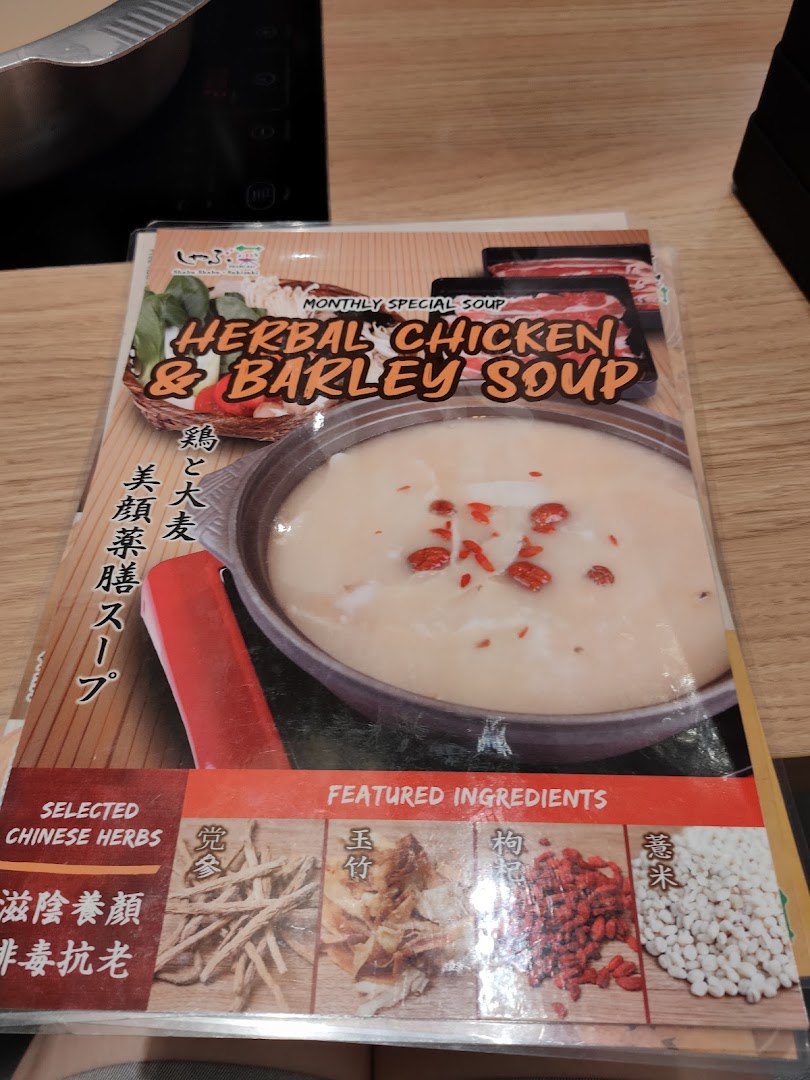 しゃぶ菜
Shabu Shabu · Sukiyaki
MONTHLY SPECIAL SOUP
HERBAL CHICKEN
& BARLEY SOUP
鶏と大麦
美顔薬膳スープ
SELECTED
CHINESE HERBS
滋陰養顏
排毒抗老
FEATURED INGREDIENTS
党參
玉竹
枸杞
薏米